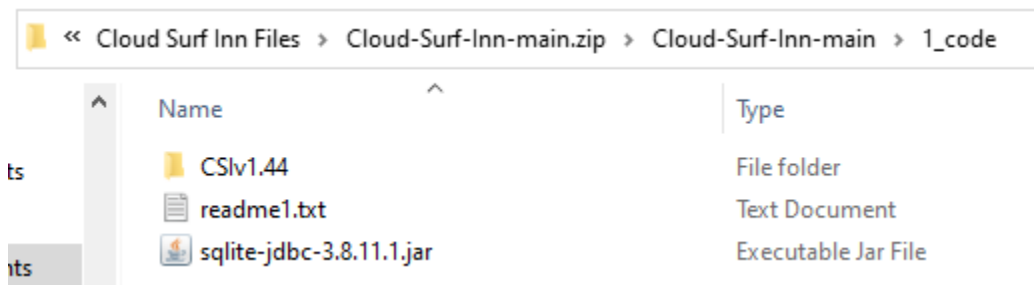 « Cloud Surf Inn Files > Cloud-Surf-Inn-main.zip > Cloud-Surf-Inn-main > 1_code
Name Type
CSIv1.44 File folder
ts
readme1.txt Text Document
sqlite-jdbc-3.8.11.1.jar Executable Jar File
nts